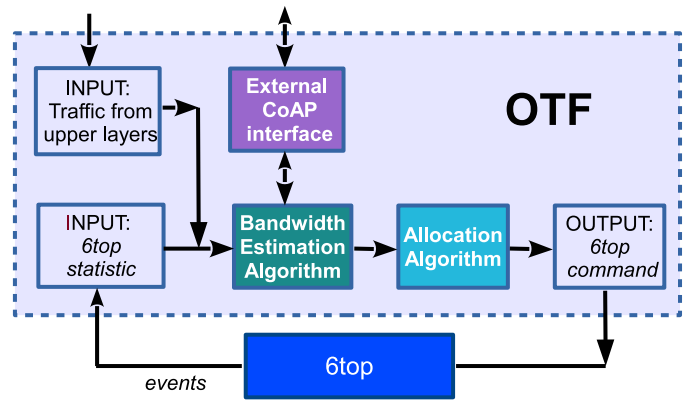 INPUT:
Traffic from
upper layers
External
CoAP
interface
OTF
INPUT:
6top
statistic
Bandwidth
Estimation
Algorithm
Allocation
Algorithm
OUTPUT:
6top
command
6top
events